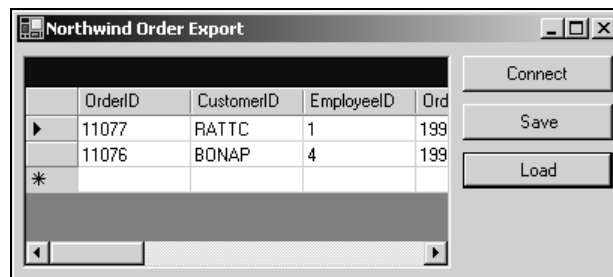 Northwind Order Export
OrderID CustomerID EmployeeID Ord
11077 RATTC 1 199
11076 BONAP 4 199
Connect
Save
Load